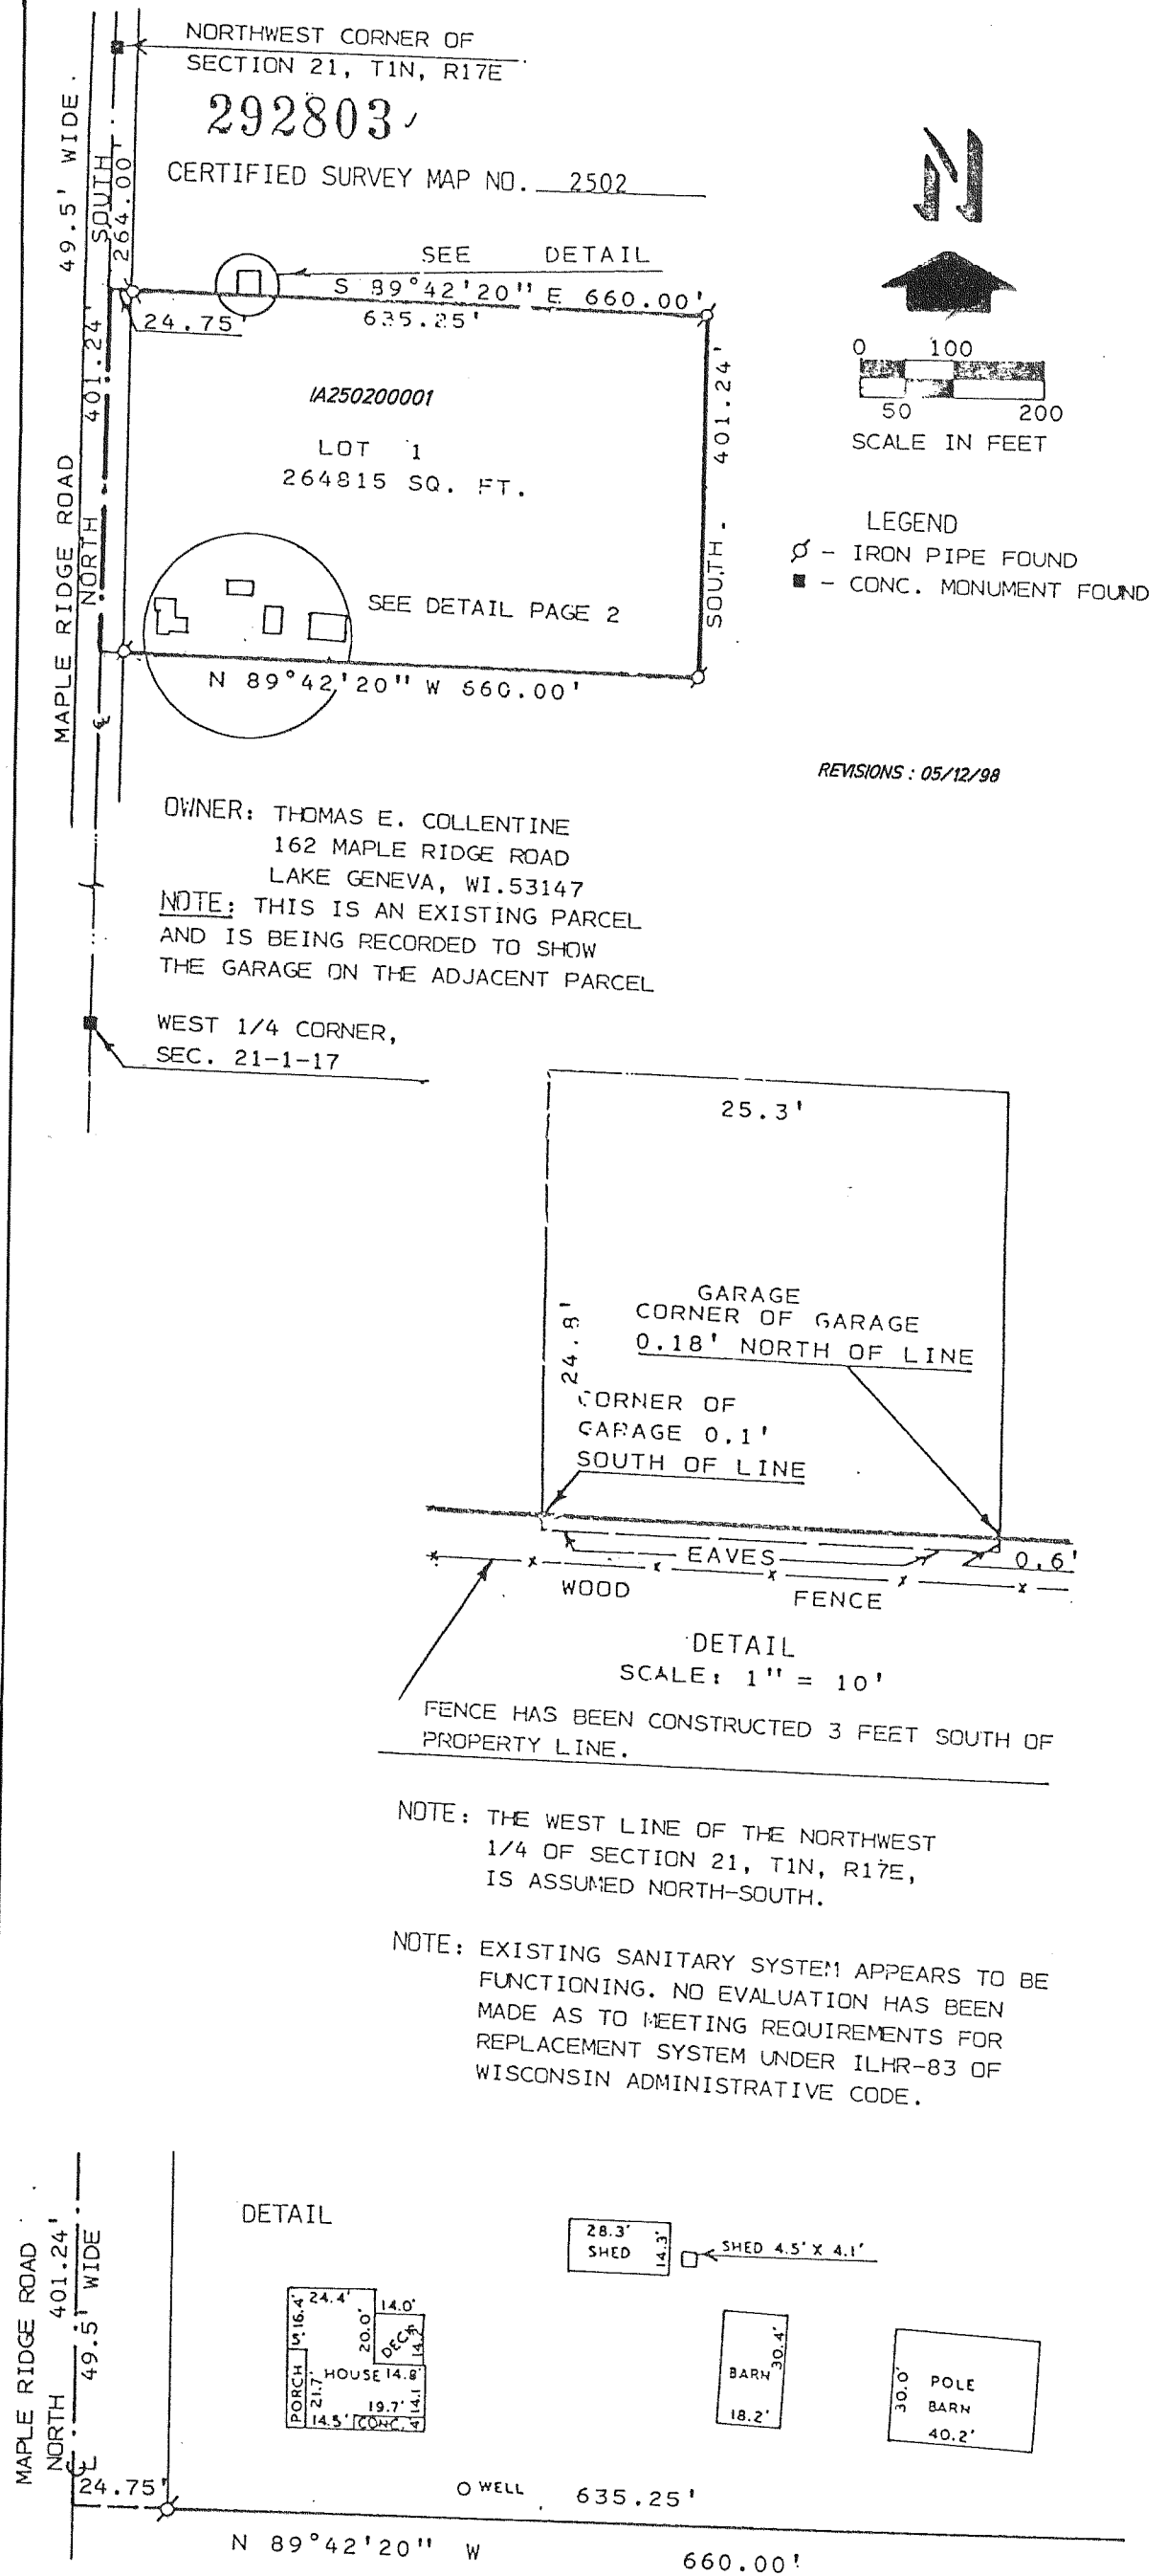 NORTHWEST CORNER OF
SECTION 21, T1N, R17E
292803
CERTIFIED SURVEY MAP NO. 2502
49.5' WIDE.
SOUTH
264.00'
SEE DETAIL
S 89°42'20" E 660.00'
24.75'
635.25'
N
0 100
50 200
SCALE IN FEET
IA250200001
LOT 1
264815 SQ. FT.
MAPLE RIDGE ROAD
NORTH 401.24'
SOUTH. 401.24'
LEGEND
- IRON PIPE FOUND
- CONC. MONUMENT FOUND
SEE DETAIL PAGE 2
N 89°42'20" W 660.00'
REVISIONS : 05/12/98
OWNER: THOMAS E. COLLENTINE
162 MAPLE RIDGE ROAD
LAKE GENEVA, WI.53147
NOTE: THIS IS AN EXISTING PARCEL
AND IS BEING RECORDED TO SHOW
THE GARAGE ON THE ADJACENT PARCEL
WEST 1/4 CORNER,
SEC. 21-1-17
25.3'
24.8'
GARAGE
CORNER OF GARAGE
0.18' NORTH OF LINE
CORNER OF
GARAGE 0.1'
SOUTH OF LINE
EAVES
0.6'
WOOD FENCE
DETAIL
SCALE: 1" = 10'
FENCE HAS BEEN CONSTRUCTED 3 FEET SOUTH OF
PROPERTY LINE.
NOTE: THE WEST LINE OF THE NORTHWEST
1/4 OF SECTION 21, T1N, R17E,
IS ASSUMED NORTH-SOUTH.
NOTE: EXISTING SANITARY SYSTEM APPEARS TO BE
FUNCTIONING. NO EVALUATION HAS BEEN
MADE AS TO MEETING REQUIREMENTS FOR
REPLACEMENT SYSTEM UNDER ILHR-83 OF
WISCONSIN ADMINISTRATIVE CODE.
MAPLE RIDGE ROAD
NORTH 401.24'
49.5' WIDE
DETAIL
28.3'
SHED
14.3'
SHED 4.5' X 4.1'
24.4'
16.4'
14.0'
20.0'
DECK
HOUSE 14.8'
PORCH
21.7'
19.7'
14.1
14.5'
CONC.
4'
BARN
30.4'
18.2'
30.0'
POLE
BARN
40.2'
24.75'
WELL
635.25'
N 89°42'20" W
660.00'